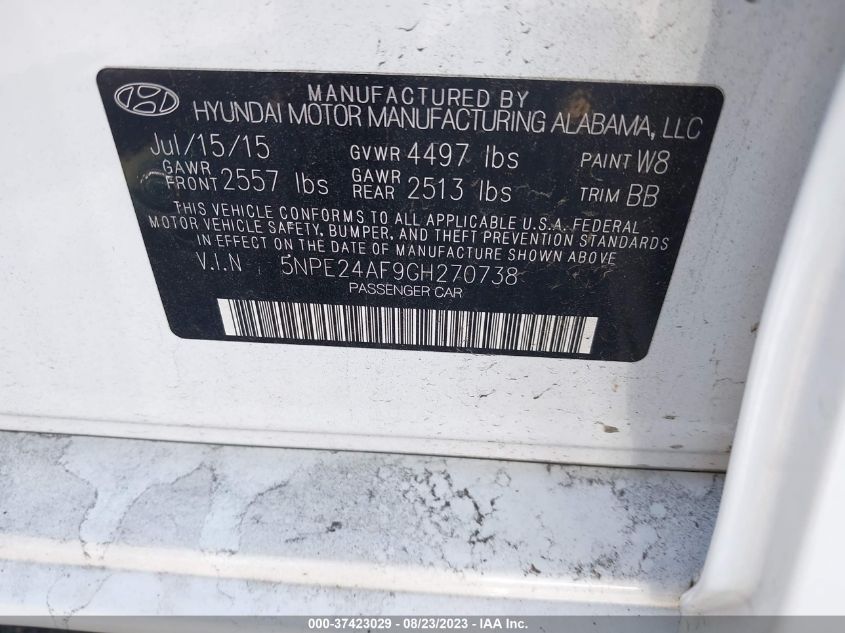 MANUFACTURED BY
HYUNDAI MOTOR MANUFACTURING ALABAMA, LLC
Jul/15/15 GVWR 4497 lbs PAINT W8
GAWR FRONT 2557 lbs GAWR REAR 2513 lbs TRIM BB
THIS VEHICLE CONFORMS TO ALL APPLICABLE U.S.A. FEDERAL
MOTOR VEHICLE SAFETY, BUMPER, AND THEFT PREVENTION STANDARDS
IN EFFECT ON THE DATE OF MANUFACTURE SHOWN ABOVE
V.I.N 5NPE24AF9GH270738
PASSENGER CAR
000-37423029 - 08/23/2023 - IAA Inc.